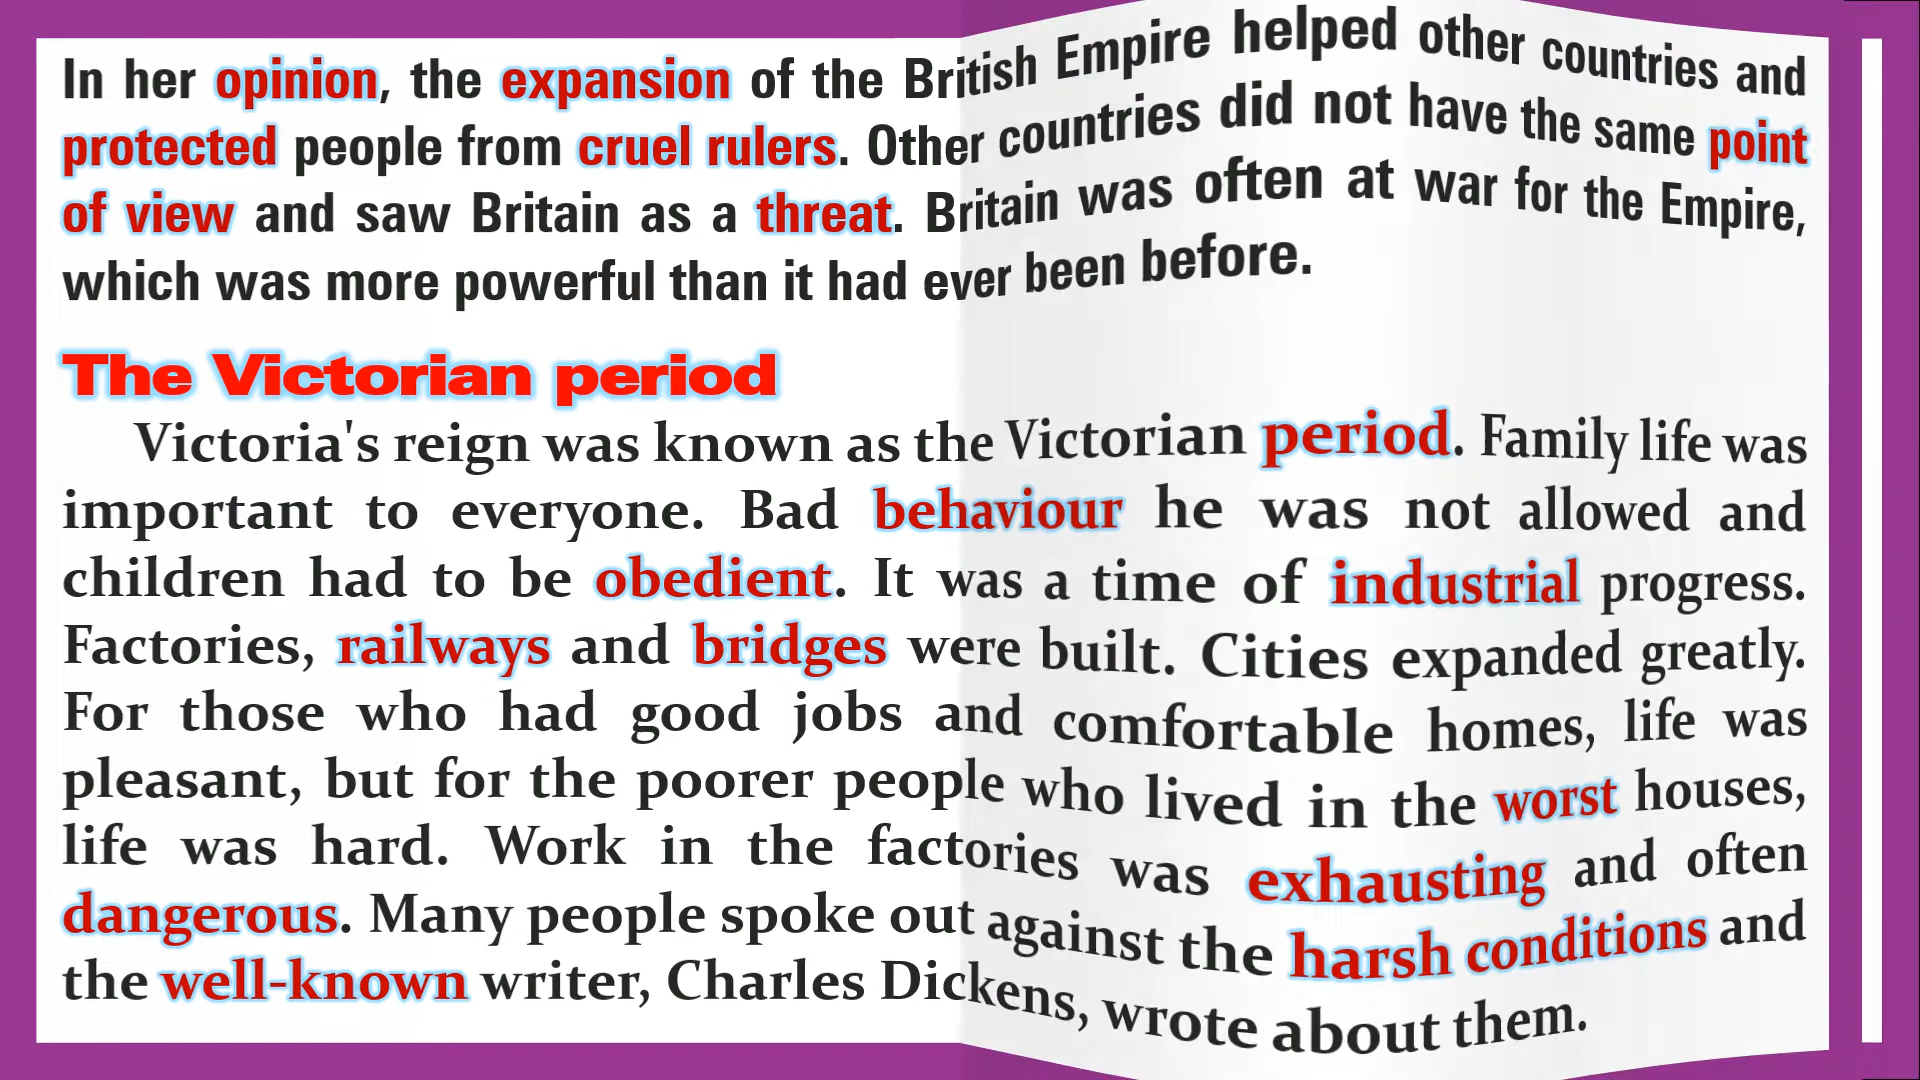 In her opinion, the expansion of the British Empire helped other countries and
protected people from cruel rulers. Other countries did not have the same point
of view and saw Britain as a threat. Britain was often at war for the Empire,
which was more powerful than it had ever been before.
The Victorian period
Victoria's reign was known as the Victorian period. Family life was
important to everyone. Bad behaviour he was not allowed and
children had to be obedient. It was a time of industrial progress.
Factories, railways and bridges were built. Cities expanded greatly.
For those who had good jobs and comfortable homes, life was
pleasant, but for the poorer people who lived in the worst houses,
life was hard. Work in the factories was exhausting and often
dangerous. Many people spoke out against the harsh conditions and
the well-known writer, Charles Dickens, wrote about them.